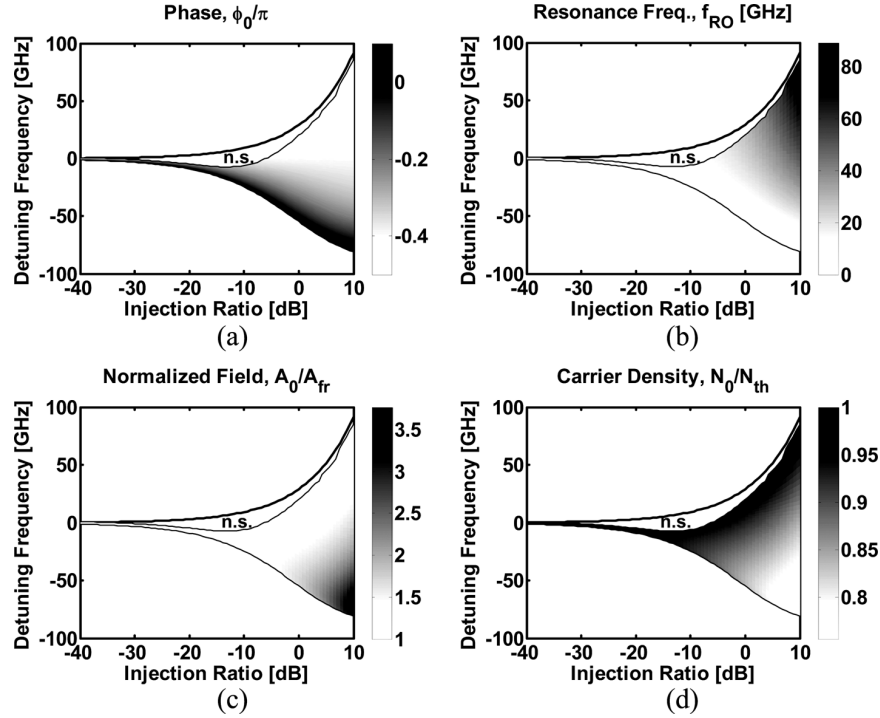 Phase, ϕ₀/π
Detuning Frequency [GHz]
100
50
0
-50
-100
n.s.
0
-0.2
-0.4
-40 -30 -20 -10 0 10
Injection Ratio [dB]
(a)
Resonance Freq., f_RO [GHz]
Detuning Frequency [GHz]
100
50
0
-50
-100
n.s.
80
60
40
20
0
-40 -30 -20 -10 0 10
Injection Ratio [dB]
(b)
Normalized Field, A₀/A_fr
Detuning Frequency [GHz]
100
50
0
-50
-100
n.s.
3.5
3
2.5
2
1.5
1
-40 -30 -20 -10 0 10
Injection Ratio [dB]
(c)
Carrier Density, N₀/N_th
Detuning Frequency [GHz]
100
50
0
-50
-100
n.s.
1
0.95
0.9
0.85
0.8
-40 -30 -20 -10 0 10
Injection Ratio [dB]
(d)